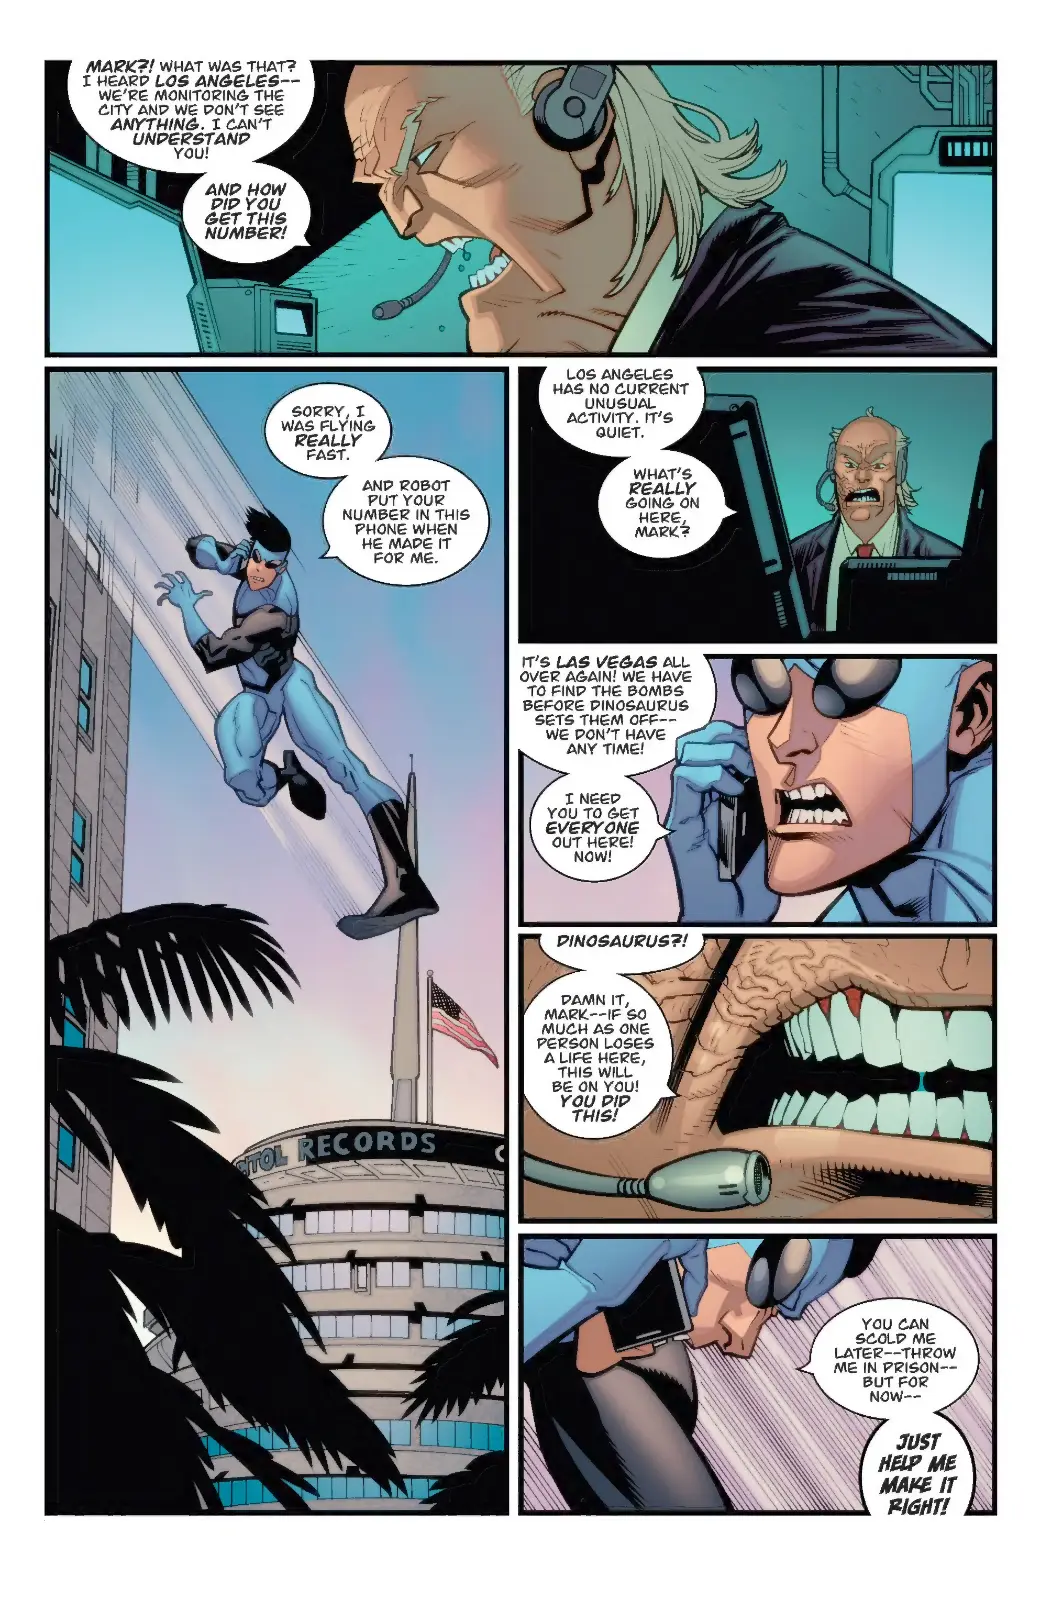 MARK?! WHAT WAS THAT?
I HEARD LOS ANGELES--
WE'RE MONITORING THE
CITY AND WE DON'T SEE
ANYTHING. I CAN'T
UNDERSTAND
YOU!
AND HOW
DID YOU
GET THIS
NUMBER!
SORRY, I
WAS FLYING
REALLY
FAST.
AND ROBOT
PUT YOUR
NUMBER IN THIS
PHONE WHEN
HE MADE IT
FOR ME.
ITOL RECORDS
C
LOS ANGELES
HAS NO CURRENT
UNUSUAL
ACTIVITY. IT'S
QUIET.
WHAT'S
REALLY
GOING ON
HERE,
MARK?
IT'S LAS VEGAS ALL
OVER AGAIN! WE HAVE
TO FIND THE BOMBS
BEFORE DINOSAURUS
SETS THEM OFF--
WE DON'T HAVE
ANY TIME!
I NEED
YOU TO GET
EVERYONE
OUT HERE!
NOW!
DINOSAURUS?!
DAMN IT,
MARK--IF SO
MUCH AS ONE
PERSON LOSES
A LIFE HERE,
THIS WILL
BE ON YOU!
YOU DID
THIS!
YOU CAN
SCOLD ME
LATER--THROW
ME IN PRISON--
BUT FOR
NOW--
JUST
HELP ME
MAKE IT
RIGHT!